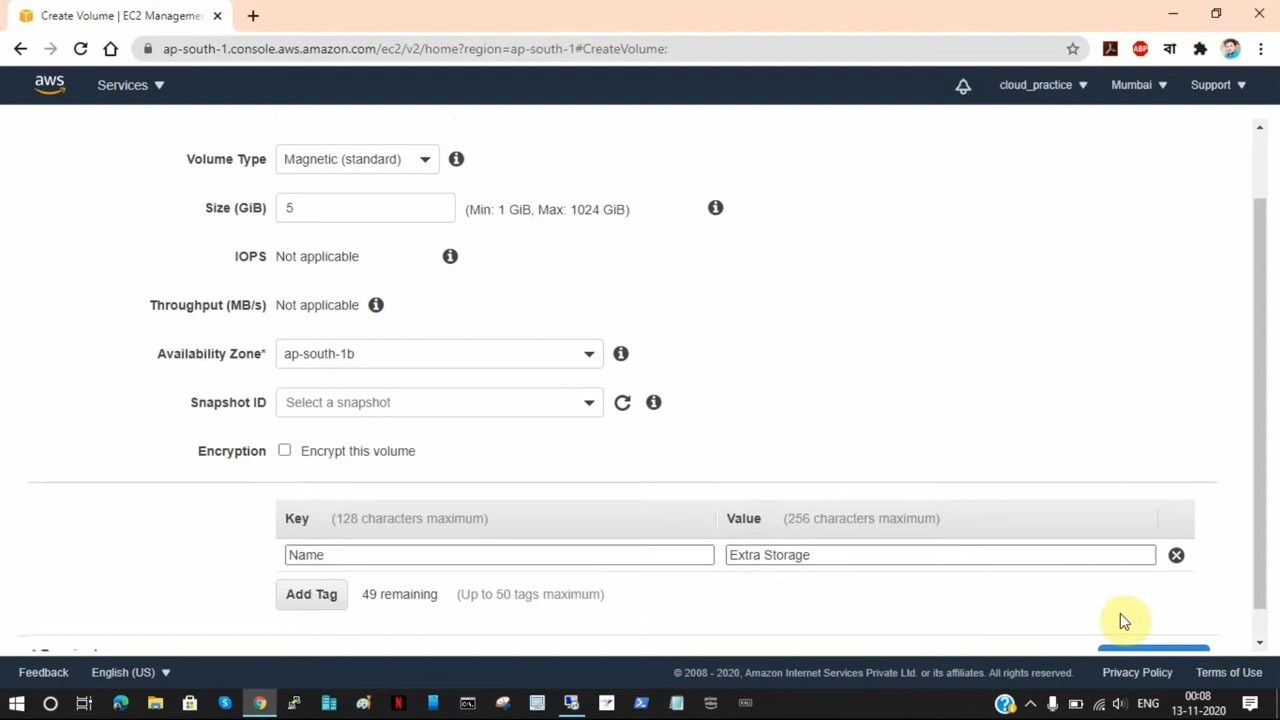 Create Volume | EC2 Manageme
ap-south-1.console.aws.amazon.com/ec2/v2/home?region=ap-south-1#CreateVolume:
ABP
বা
aws
Services
cloud_practice
Mumbai
Support
Volume Type
Magnetic (standard)
Size (GiB)
5
(Min: 1 GiB, Max: 1024 GiB)
IOPS
Not applicable
Throughput (MB/s)
Not applicable
Availability Zone*
ap-south-1b
Snapshot ID
Select a snapshot
Encryption
Encrypt this volume
Key (128 characters maximum)
Value (256 characters maximum)
Name
Extra Storage
Add Tag
49 remaining
(Up to 50 tags maximum)
Feedback
English (US)
© 2008 - 2020, Amazon Internet Services Private Ltd. or its affiliates. All rights reserved.
Privacy Policy
Terms of Use
ENG
00:08
13-11-2020